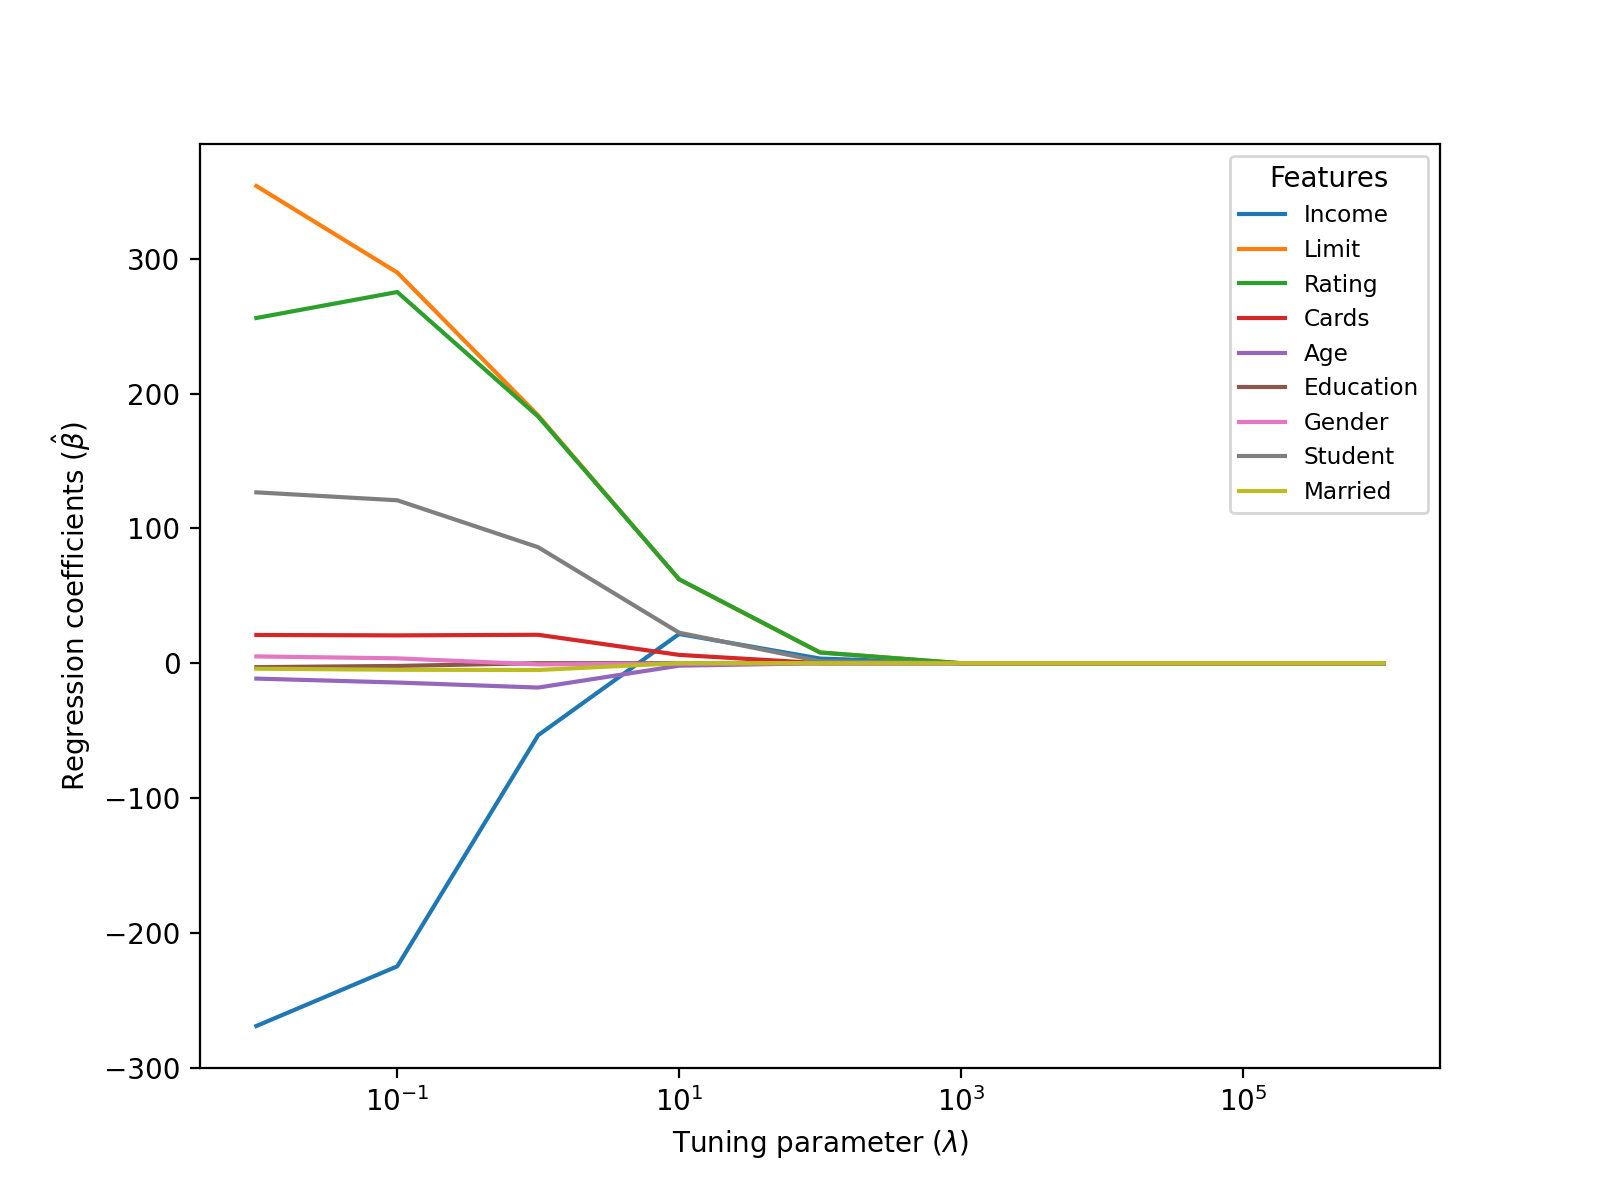 Features
Income
Limit
Rating
Cards
Age
Education
Gender
Student
Married
300
200
100
0
−100
−200
−300
Regression coefficients (β̂)
10⁻¹ 10¹ 10³ 10⁵
Tuning parameter (λ)